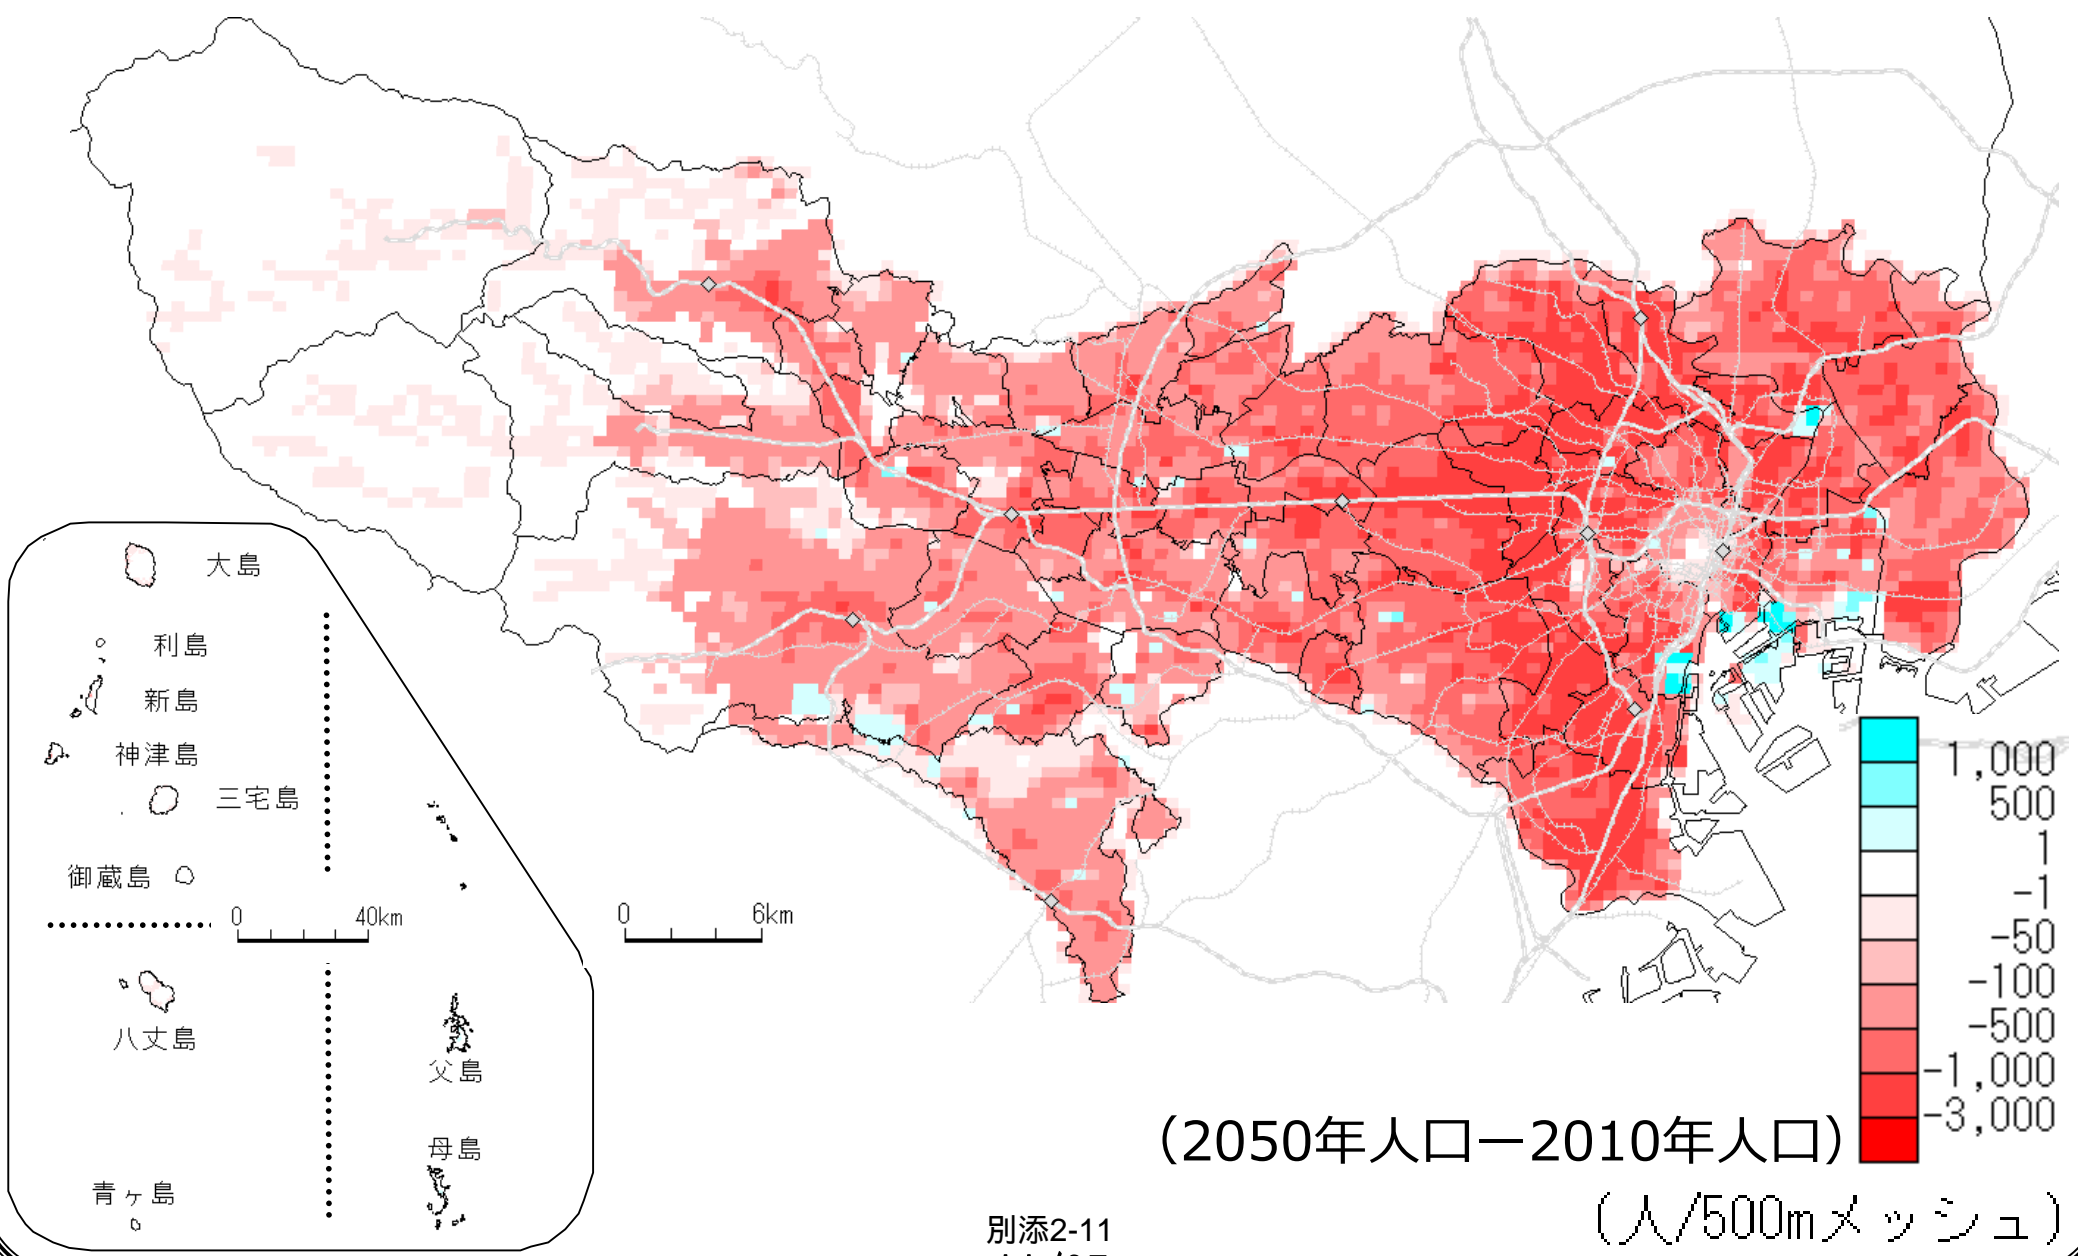 大島
利島
新島
神津島
三宅島
御蔵島
0 40km
0 6km
八丈島
父島
母島
青ヶ島
1,000
500
1
-1
-50
-100
-500
-1,000
-3,000
(2050年人口ー2010年人口)
(人/500mメッシュ)
別添2-11